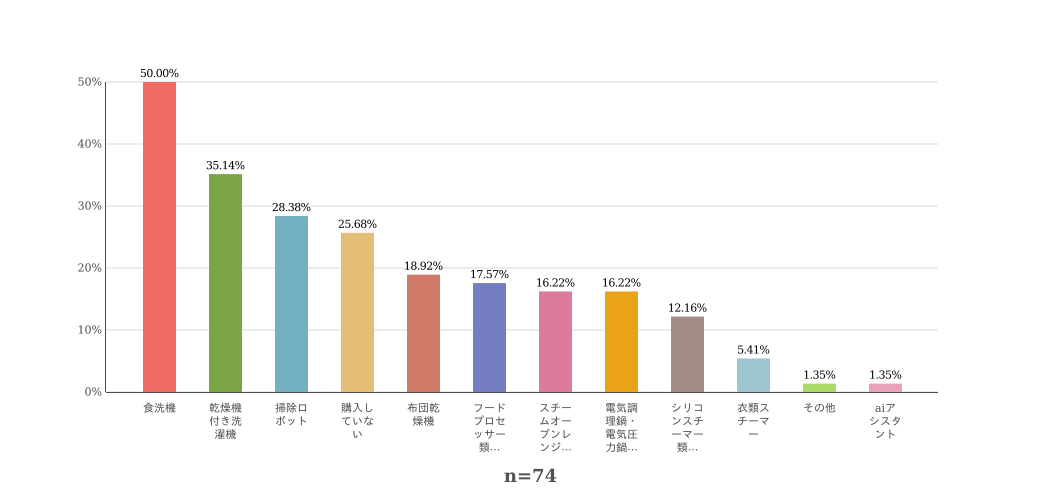 50.00%
50%
40%
35.14%
30%
28.38%
25.68%
20%
18.92%
17.57%
16.22%
16.22%
12.16%
10%
5.41%
1.35%
1.35%
0%
食洗機
乾燥機
付き洗
濯機
掃除ロ
ボット
購入し
ていな
い
布団乾
燥機
フード
プロセ
ッサー
類…
スチー
ムオー
ブンレ
ンジ…
電気調
理鍋・
電気圧
力鍋…
シリコ
ンスチ
ーマー
類…
衣類ス
チーマ
ー
その他
aiア
シスタ
ント
n=74